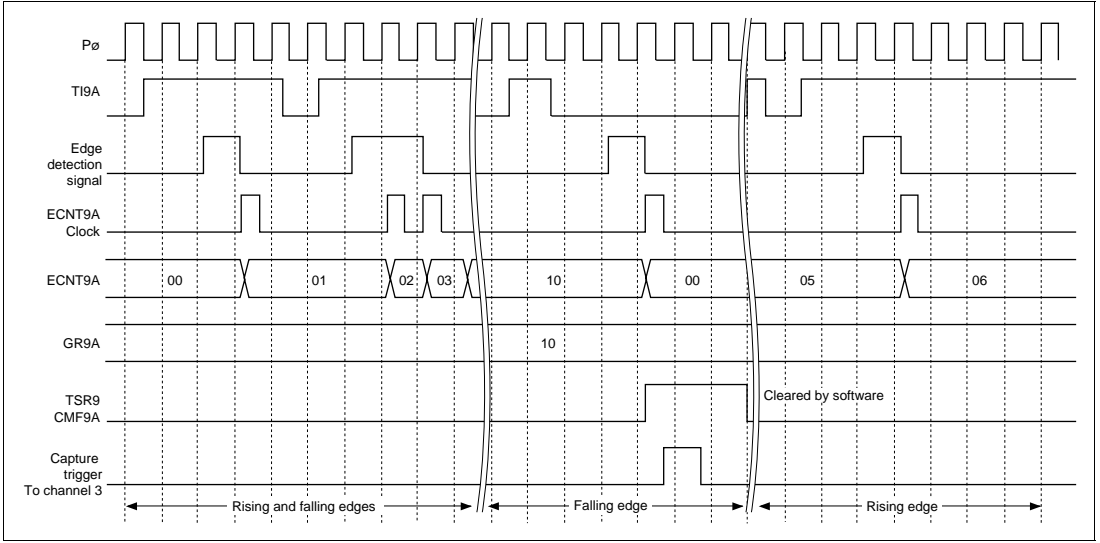 Pø
TI9A
Edge
detection
signal
ECNT9A
Clock
ECNT9A
00
01
02
03
10
00
05
06
GR9A
10
TSR9
CMF9A
Cleared by software
Capture
trigger
To channel 3
Rising and falling edges
Falling edge
Rising edge